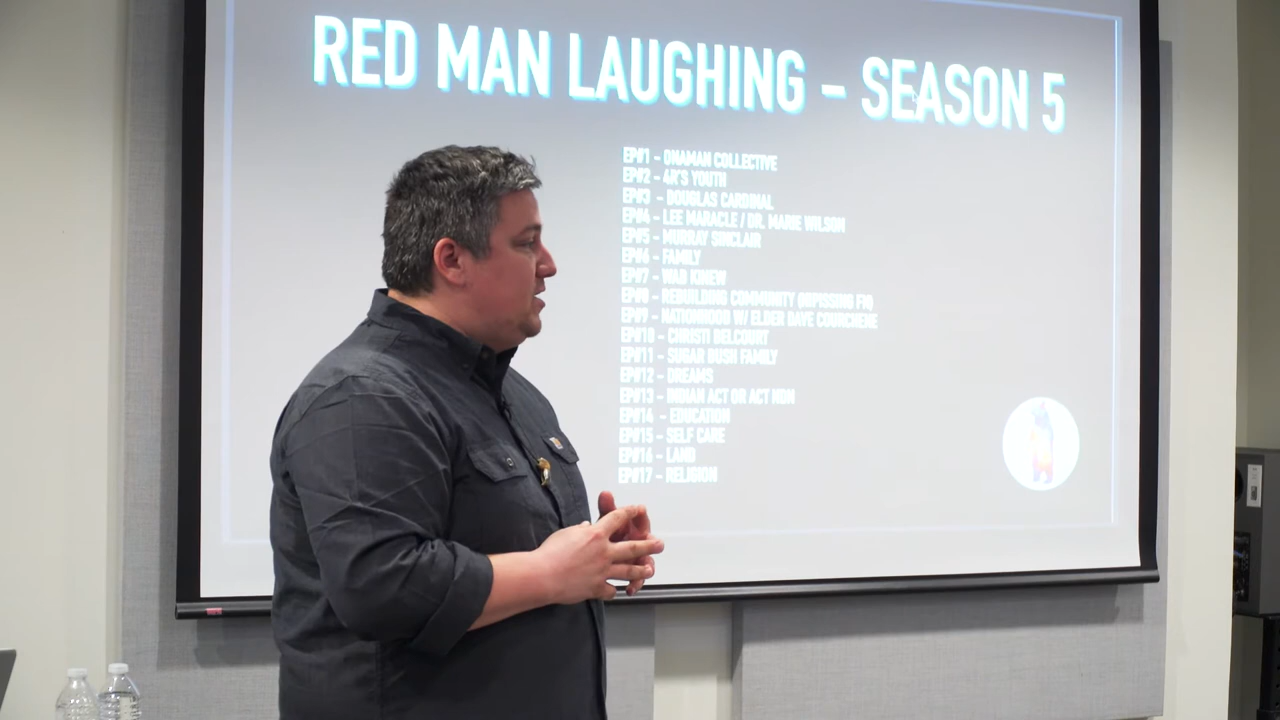 RED MAN LAUGHING - SEASON 5
EP#1 - ONAMAN COLLECTIVE
EP#2 - 4R'S YOUTH
EP#3 - DOUGLAS CARDINAL
EP#4 - LEE MARACLE / DR. MARIE WILSON
EP#5 - MURRAY SINCLAIR
EP#6 - FAMILY
EP#7 - WAB KINEW
EP#8 - REBUILDING COMMUNITY (NIPISSING FN)
EP#9 - NATIONHOOD W/ ELDER DAVE COURCHENE
EP#10 - CHRISTI BELCOURT
EP#11 - SUGAR BUSH FAMILY
EP#12 - DREAMS
EP#13 - INDIAN ACT OR ACT NDN
EP#14 - EDUCATION
EP#15 - SELF CARE
EP#16 - LAND
EP#17 - RELIGION